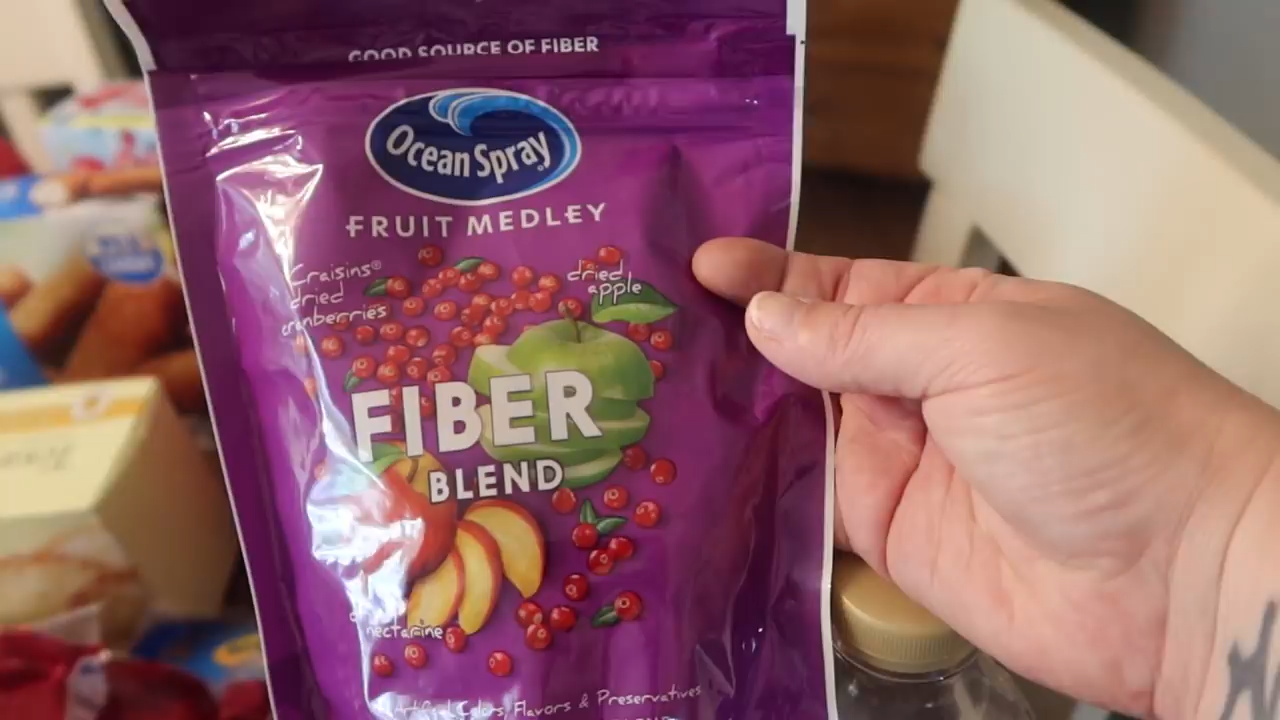 GOOD SOURCE OF FIBER
Ocean Spray
FRUIT MEDLEY
Craisins®
dried
cranberries
dried
apple
FIBER
BLEND
nectarine
Artificial Colors, Flavors & Preservatives